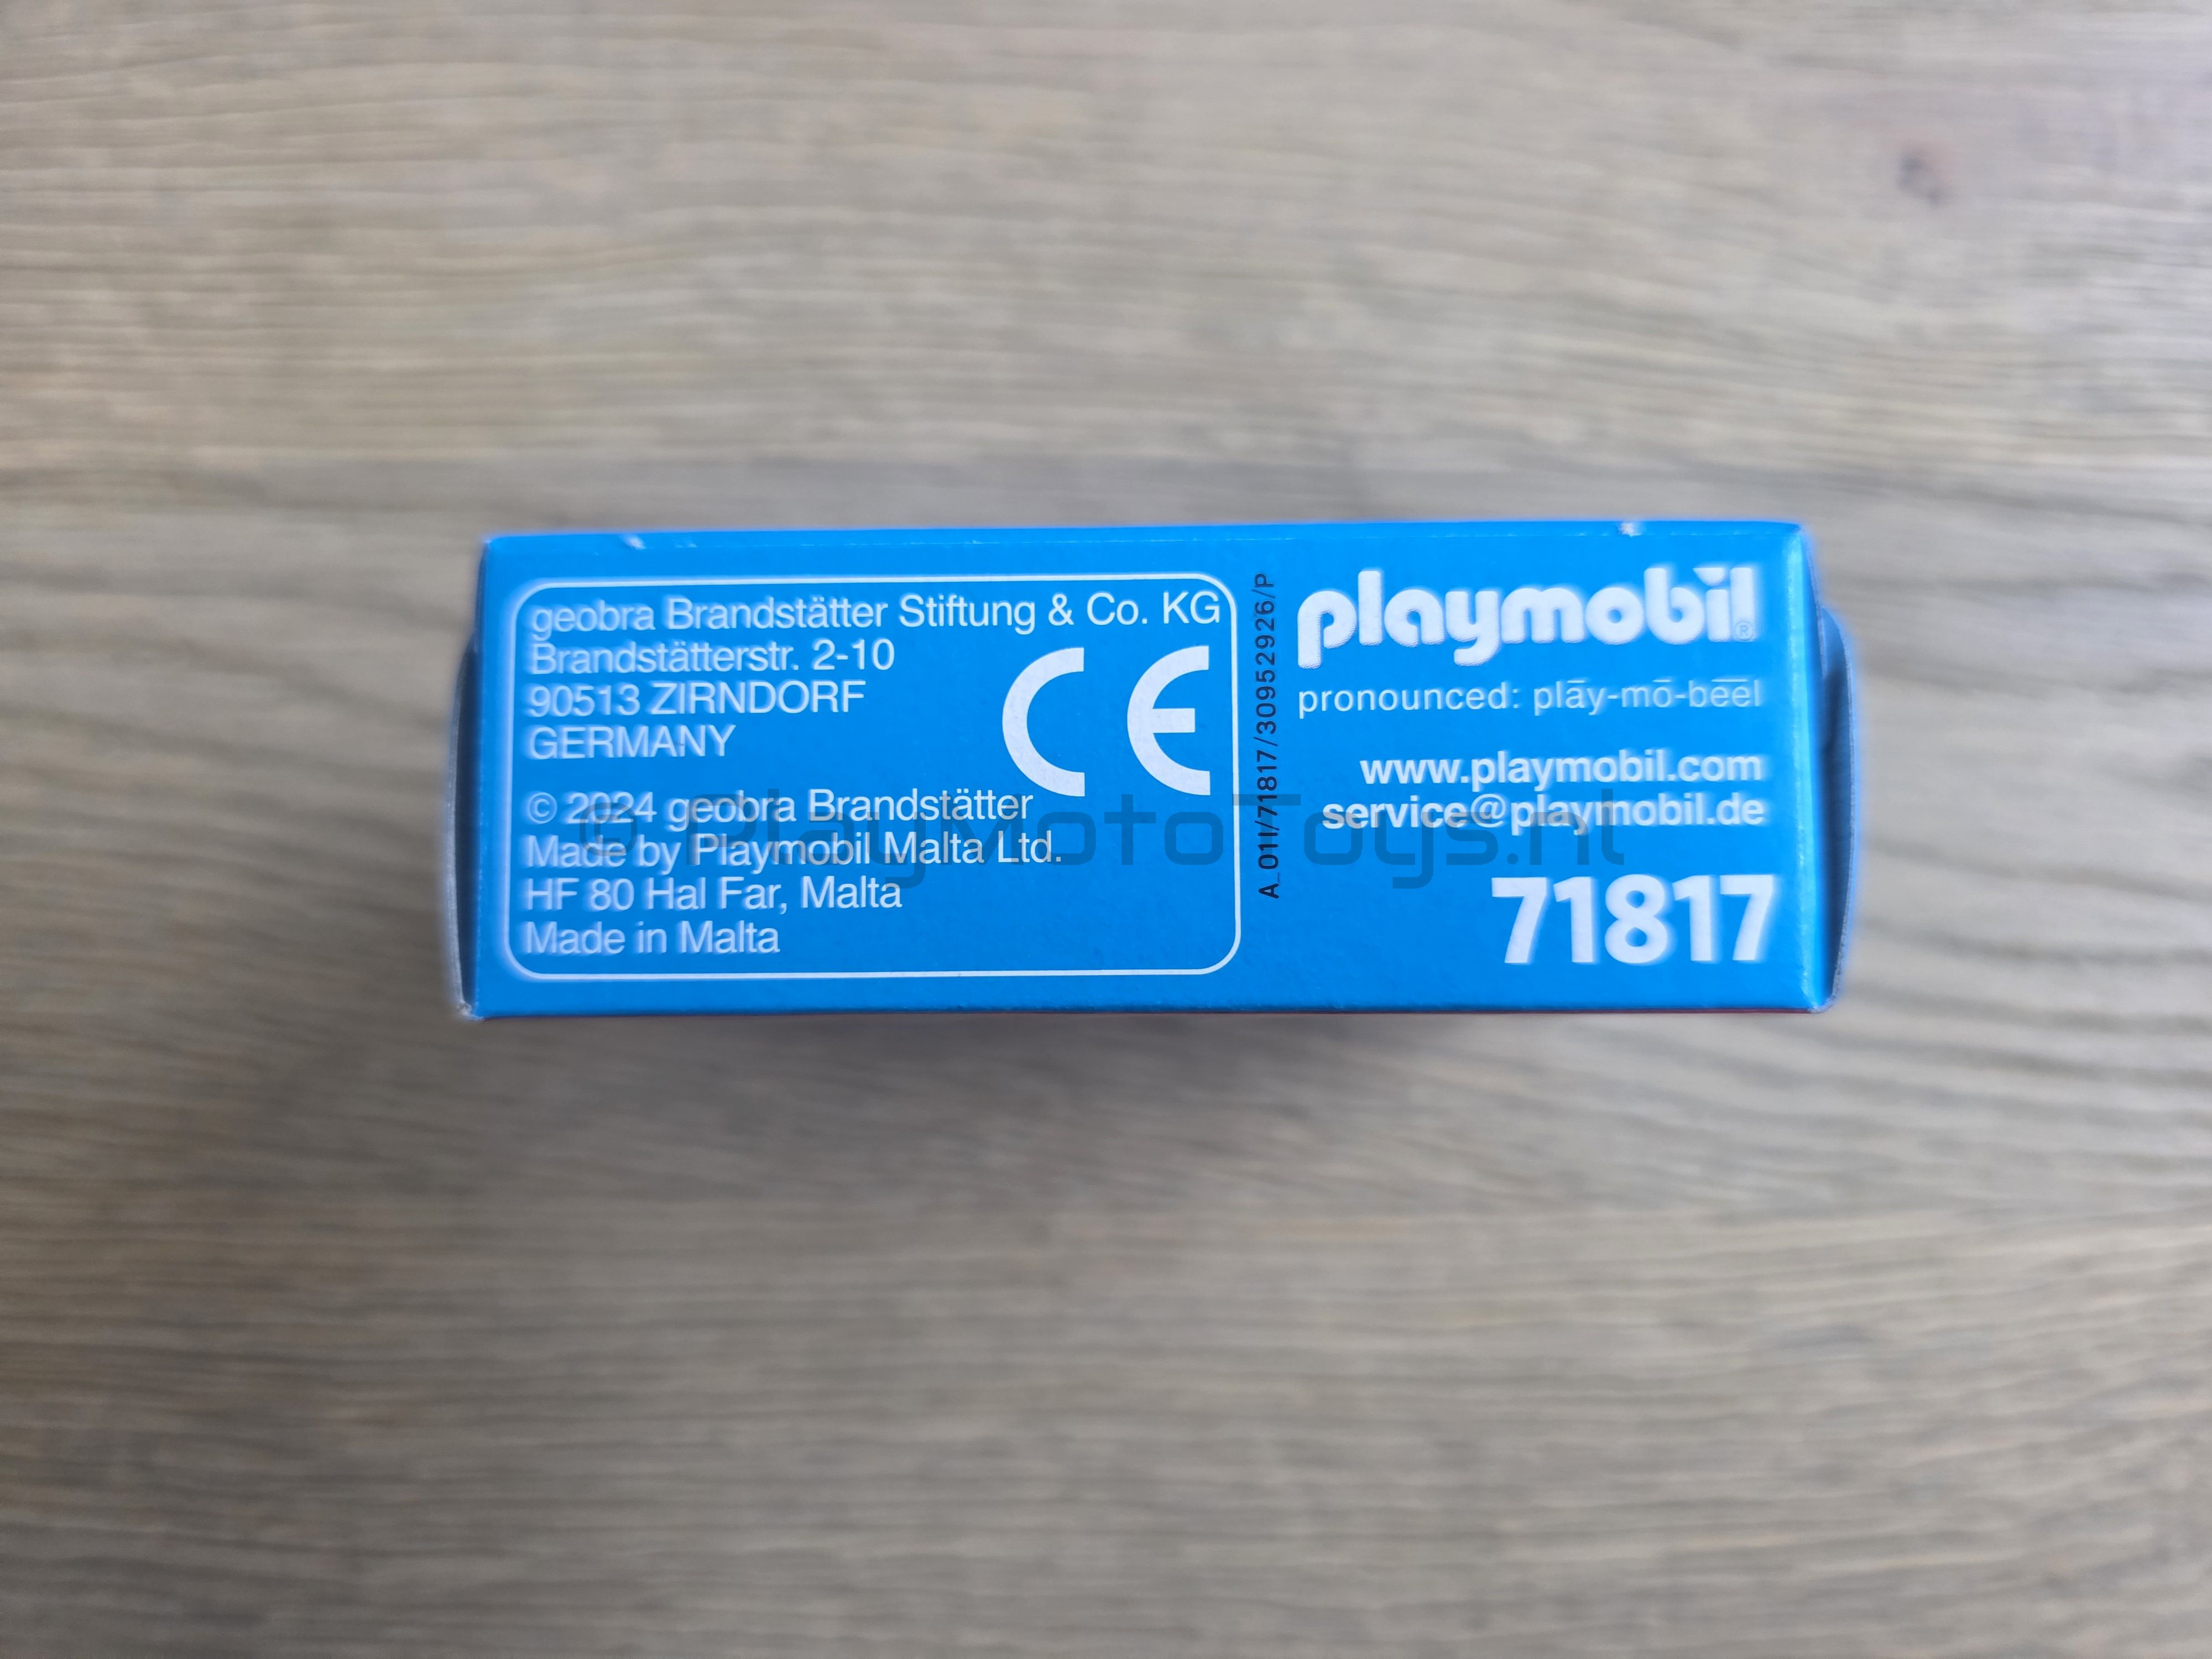 geobra Brandstätter Stiftung & Co. KG
Brandstätterstr. 2-10
90513 ZIRNDORF
GERMANY
CE
© 2024 geobra Brandstätter
Made by Playmobil Malta Ltd.
HF 80 Hal Far, Malta
Made in Malta
A_01I/71817/30952926/P
playmobil®
pronounced: plāy-mō-bēēl
www.playmobil.com
service@playmobil.de
71817
© PlayMotoToys.nl